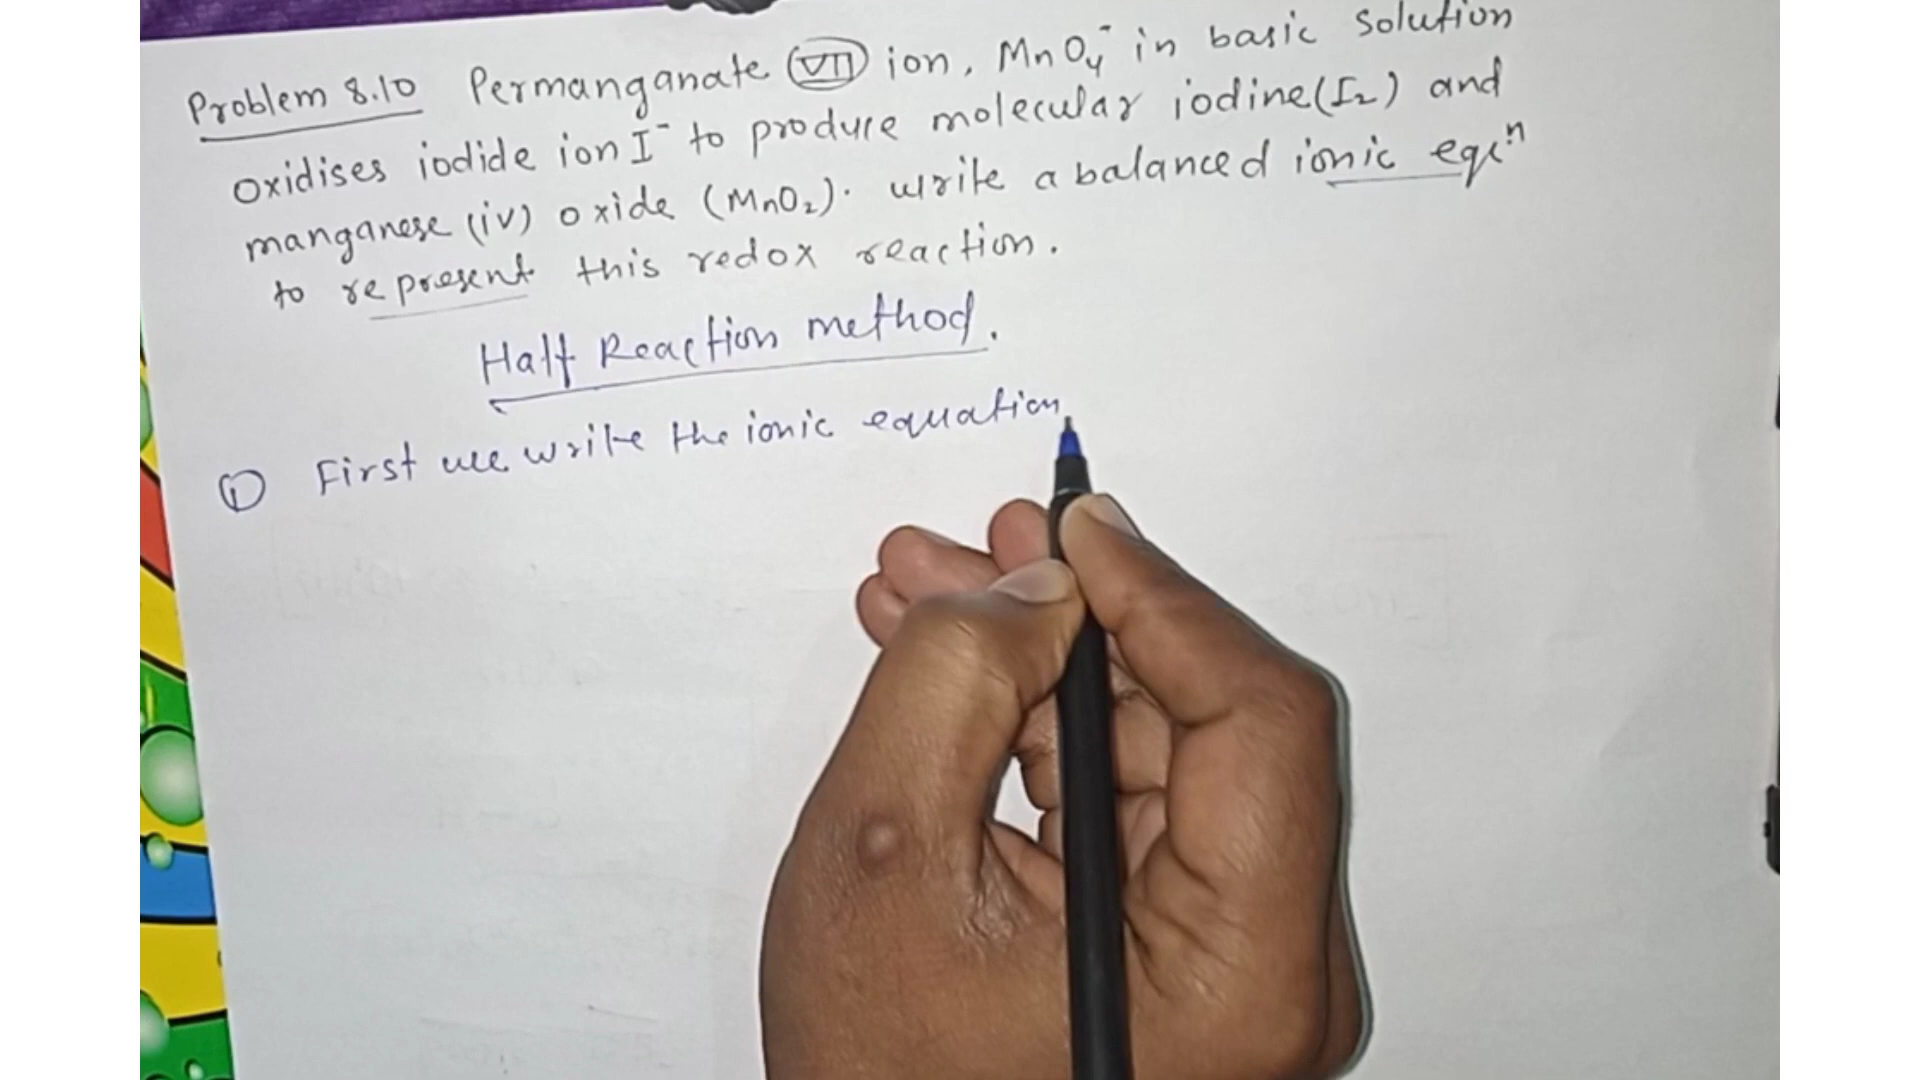 Problem 8.10 Permanganate (VII) ion, MnO₄⁻ in basic solution
oxidises iodide ion I⁻ to produce molecular iodine(I₂) and
manganese (iv) oxide (MnO₂). write a balanced ionic eqⁿ
to represent this redox reaction.
Half Reaction method.
① First we write the ionic equation